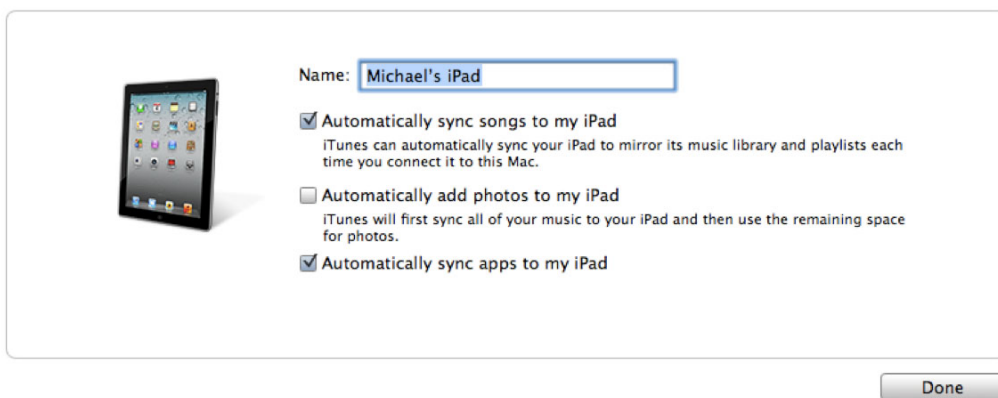 Name: Michael's iPad
Automatically sync songs to my iPad
iTunes can automatically sync your iPad to mirror its music library and playlists each
time you connect it to this Mac.
Automatically add photos to my iPad
iTunes will first sync all of your music to your iPad and then use the remaining space
for photos.
Automatically sync apps to my iPad
Done